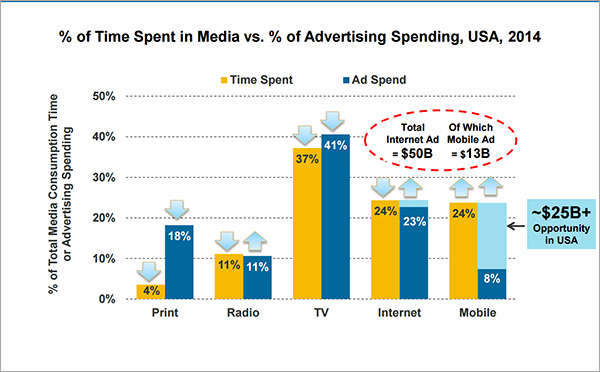 % of Time Spent in Media vs. % of Advertising Spending, USA, 2014
Time Spent
Ad Spend
% of Total Media Consumption Time
or Advertising Spending
50%
40%
30%
20%
10%
0%
4%
18%
11%
11%
37%
41%
24%
23%
24%
8%
Total
Internet Ad
= $50B
Of Which
Mobile Ad
= $13B
~$25B+
Opportunity
in USA
Print
Radio
TV
Internet
Mobile